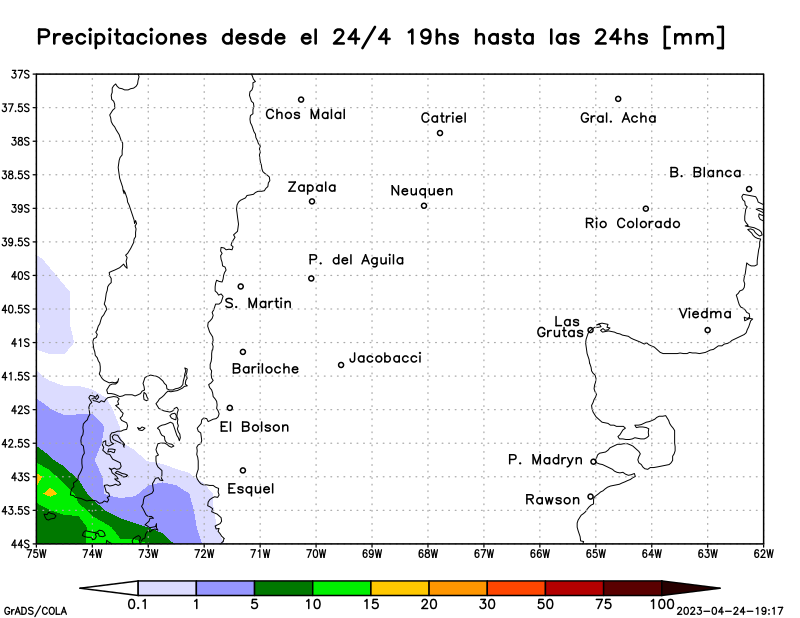 Precipitaciones desde el 24/4 19hs hasta las 24hs [mm]
37S
37.5S
38S
38.5S
39S
39.5S
40S
40.5S
41S
41.5S
42S
42.5S
43S
43.5S
44S
Chos Malal
Catriel
Gral. Acha
B. Blanca
Zapala
Neuquen
Rio Colorado
P. del Aguila
S. Martin
Viedma
Las
Grutas
Jacobacci
Bariloche
El Bolson
P. Madryn
Esquel
Rawson
75W 74W 73W 72W 71W 70W 69W 68W 67W 66W 65W 64W 63W 62W
0.1 1 5 10 15 20 30 50 75 100
GrADS/COLA
2023-04-24-19:17